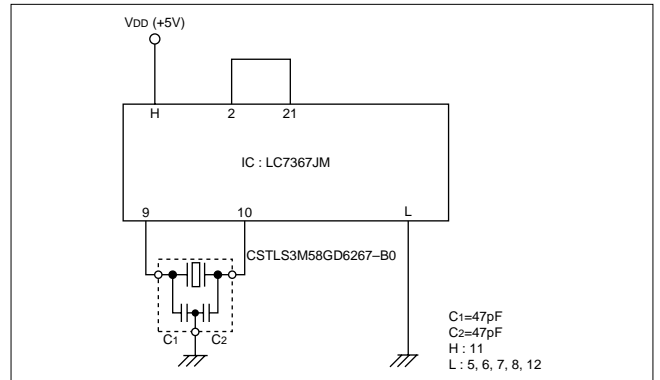 VDD (+5V)
H 2 21
IC : LC7367JM
9 10 L
CSTLS3M58GD6267–B0
C1 C2
C1=47pF
C2=47pF
H : 11
L : 5, 6, 7, 8, 12